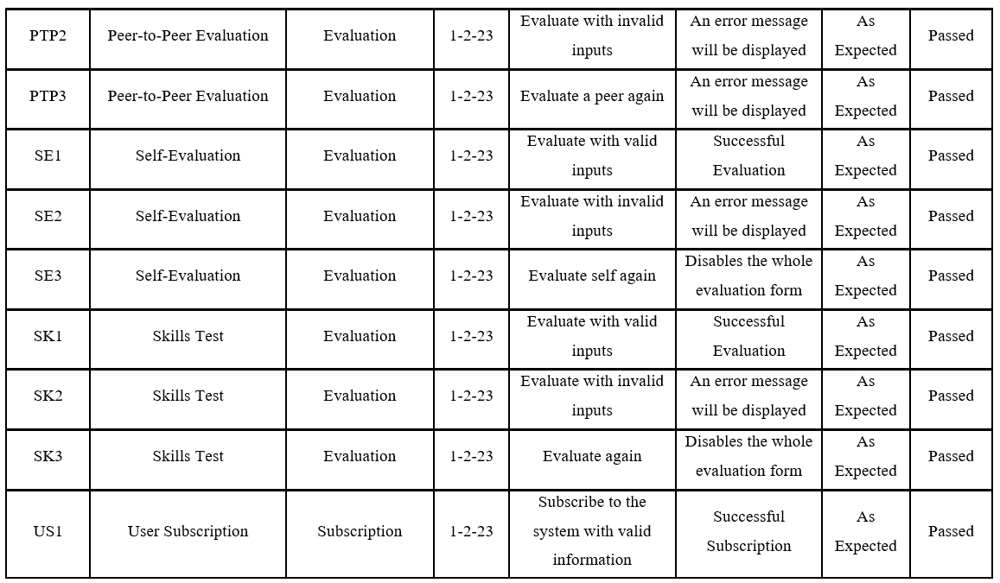 PTP2 Peer-to-Peer Evaluation Evaluation 1-2-23 Evaluate with invalid inputs An error message will be displayed As Expected Passed
PTP3 Peer-to-Peer Evaluation Evaluation 1-2-23 Evaluate a peer again An error message will be displayed As Expected Passed
SE1 Self-Evaluation Evaluation 1-2-23 Evaluate with valid inputs Successful Evaluation As Expected Passed
SE2 Self-Evaluation Evaluation 1-2-23 Evaluate with invalid inputs An error message will be displayed As Expected Passed
SE3 Self-Evaluation Evaluation 1-2-23 Evaluate self again Disables the whole evaluation form As Expected Passed
SK1 Skills Test Evaluation 1-2-23 Evaluate with valid inputs Successful Evaluation As Expected Passed
SK2 Skills Test Evaluation 1-2-23 Evaluate with invalid inputs An error message will be displayed As Expected Passed
SK3 Skills Test Evaluation 1-2-23 Evaluate again Disables the whole evaluation form As Expected Passed
US1 User Subscription Subscription 1-2-23 Subscribe to the system with valid information Successful Subscription As Expected Passed